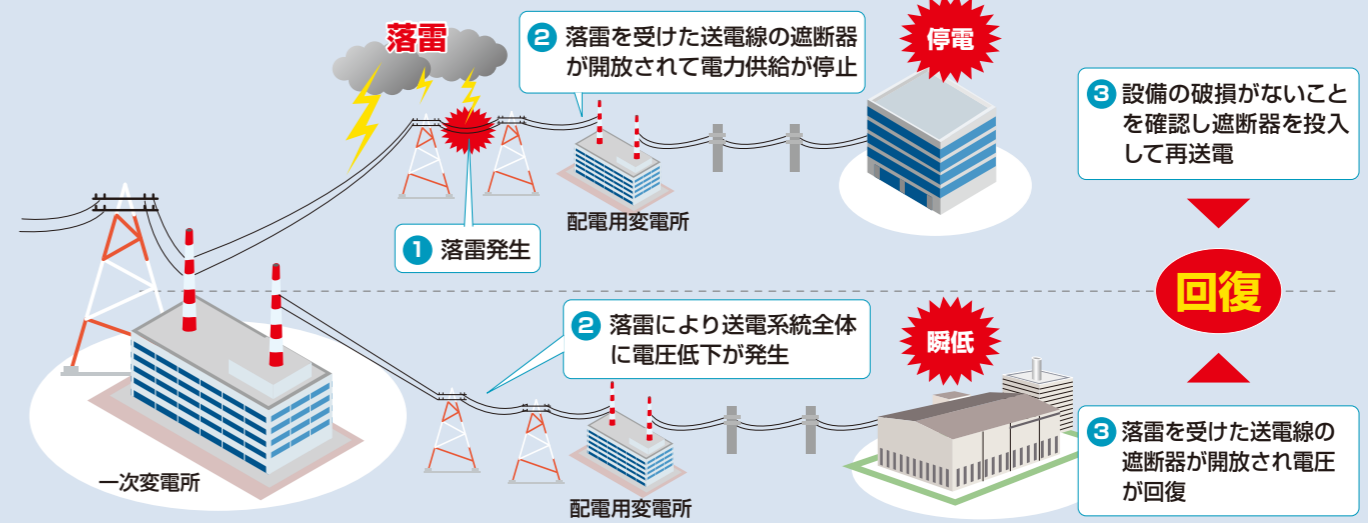 落雷
❷ 落雷を受けた送電線の遮断器
が開放されて電力供給が停止
停電
❸ 設備の破損がないこと
を確認し遮断器を投入
して再送電
配電用変電所
❶ 落雷発生
回復
❷ 落雷により送電系統全体
に電圧低下が発生
瞬低
❸ 落雷を受けた送電線の
遮断器が開放され電圧
が回復
一次変電所
配電用変電所